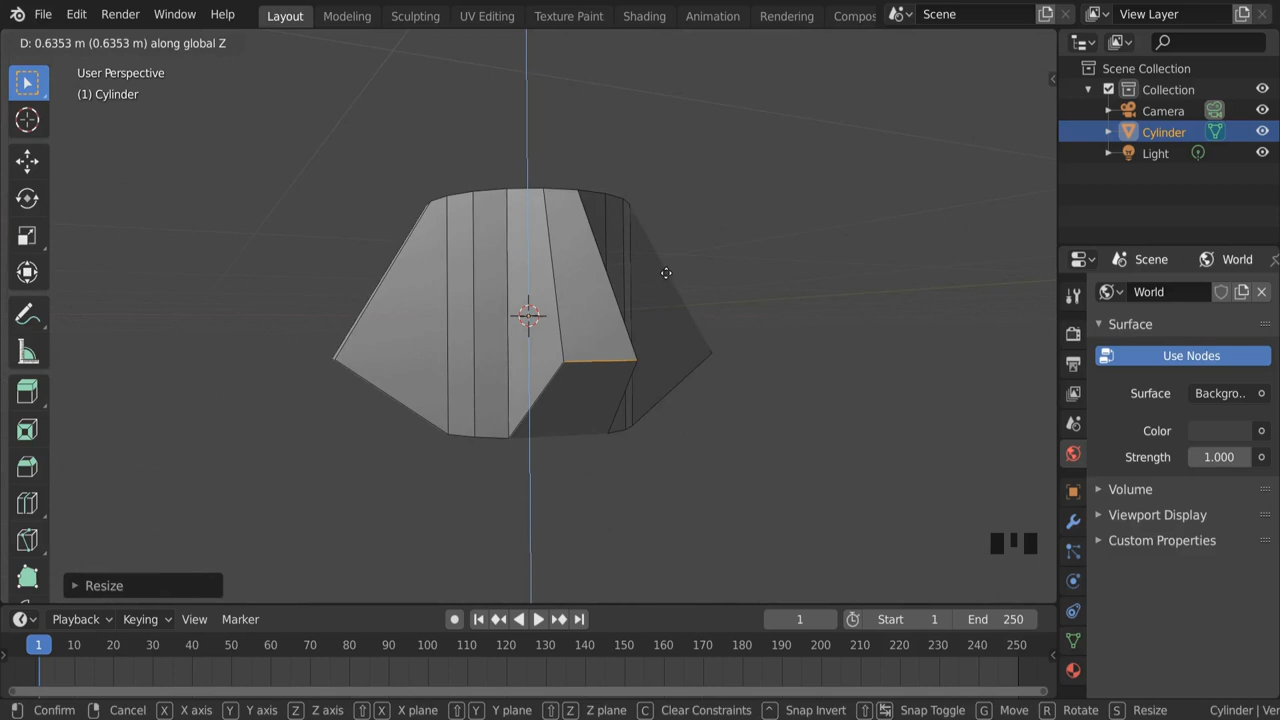 File Edit Render Window Help Layout Modeling Sculpting UV Editing Texture Paint Shading Animation Rendering Compos Scene View Layer
D: 0.6353 m (0.6353 m) along global Z
User Perspective
(1) Cylinder
Scene Collection
Collection
Camera
Cylinder
Light
Scene World
World
Surface
Use Nodes
Surface Backgro..
Color
Strength 1.000
Volume
Viewport Display
Custom Properties
Resize
Playback Keying View Marker 1 Start 1 End 250
1 10 20 30 40 50 60 70 80 90 100 110 120 130 140 150 160 170 180 190 200 210 220 230 240 250
Confirm Cancel X X axis Y Y axis Z Z axis X X plane Y Y plane Z Z plane C Clear Constraints ^ Snap Invert Snap Toggle G Move R Rotate S Resize Cylinder | Ver